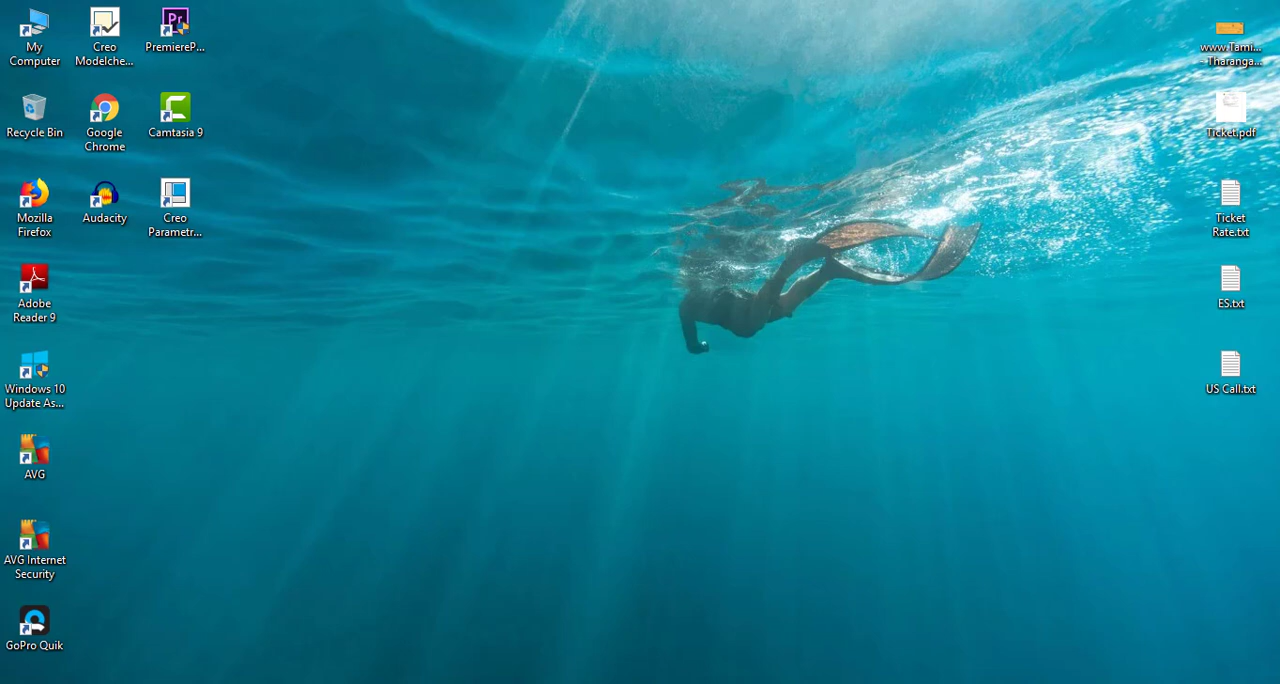 My
Computer
Recycle Bin
Mozilla
Firefox
Adobe
Reader 9
Windows 10
Update As...
AVG
AVG Internet
Security
GoPro Quik
Creo
Modelche...
Google
Chrome
Audacity
Pr
PremiereP...
Camtasia 9
Creo
Parametr...
www.Tami...
- Tharanga...
Ticket.pdf
Ticket
Rate.txt
ES.txt
US Call.txt